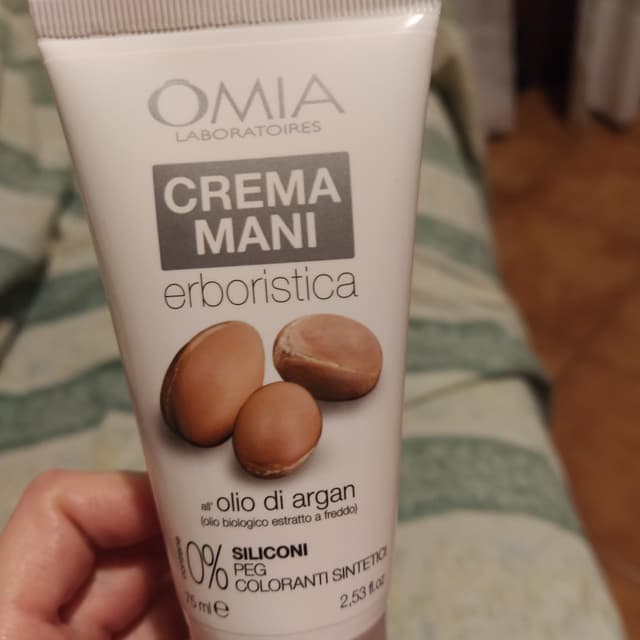 OMIA
LABORATOIRES
CREMA
MANI
erboristica
all' olio di argan
(olio biologico estratto a freddo)
contiene 0% SILICONI
PEG
COLORANTI SINTETICI
75 ml e 2,53 fl.oz